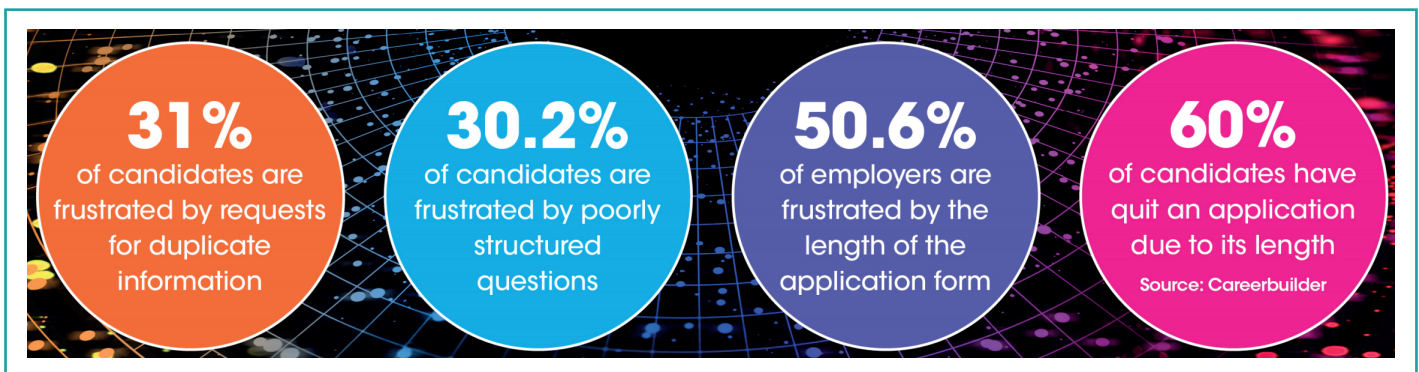 31%
of candidates are
frustrated by requests
for duplicate
information
30.2%
of candidates are
frustrated by poorly
structured
questions
50.6%
of employers are
frustrated by the
length of the
application form
60%
of candidates have
quit an application
due to its length
Source: Careerbuilder